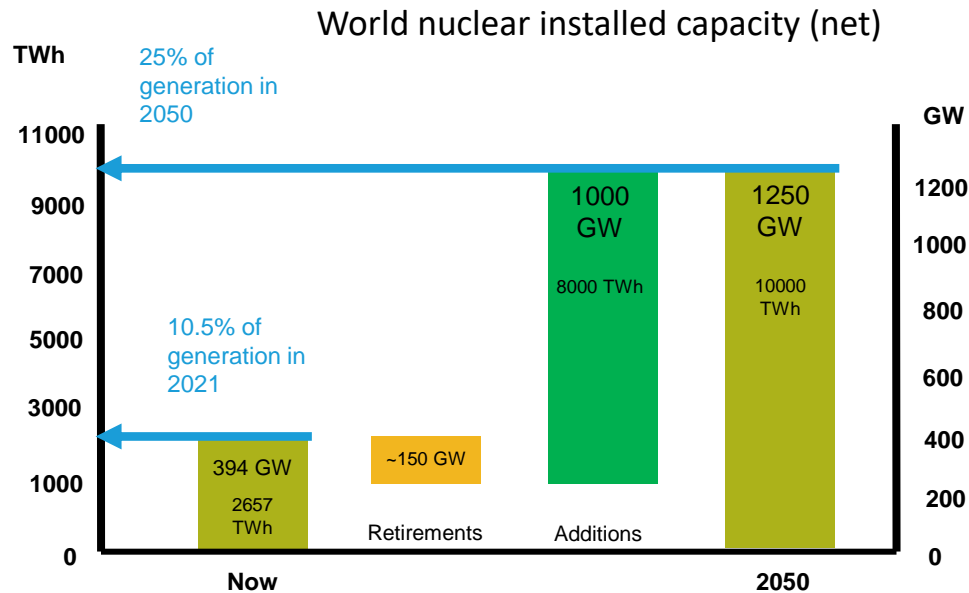 World nuclear installed capacity (net)
TWh
25% of
generation in
2050
GW
11000
9000
7000
5000
3000
1000
0
10.5% of
generation in
2021
394 GW
2657
TWh
~150 GW
Retirements
1000
GW
8000 TWh
Additions
1250
GW
10000
TWh
1200
1000
800
600
400
200
0
Now
2050